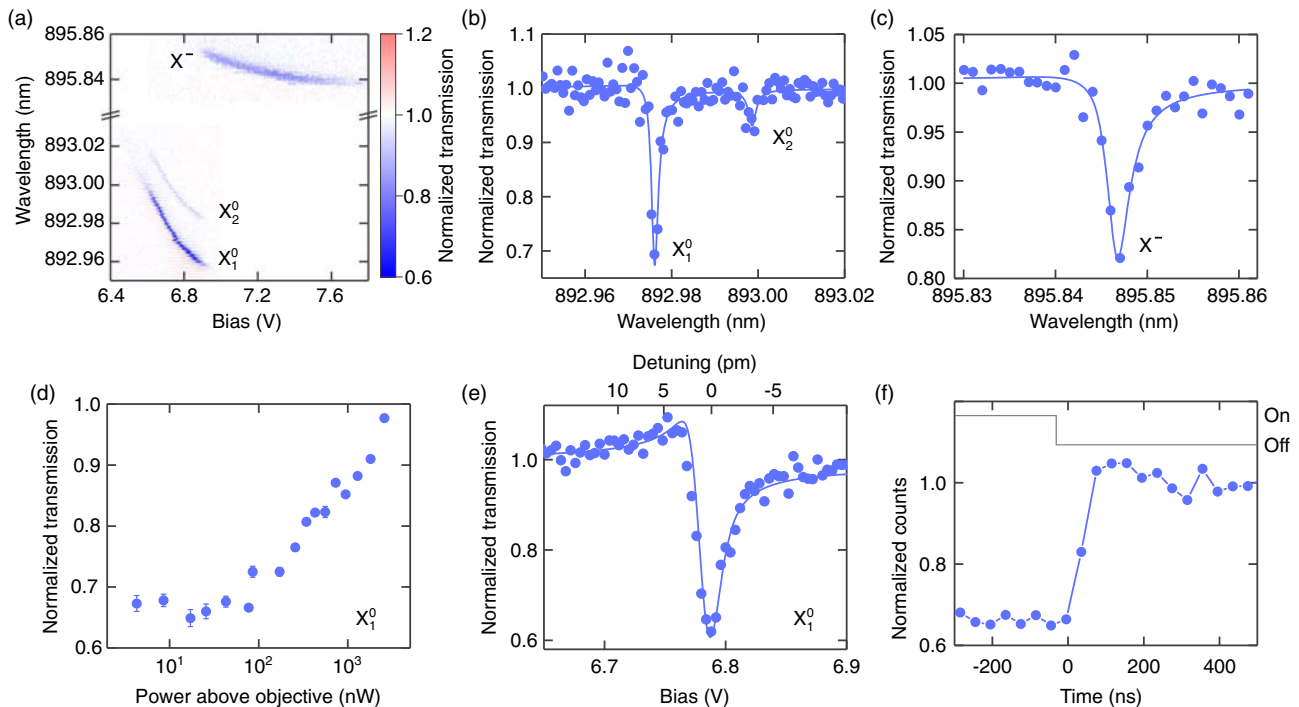 (a)
895.86
895.84
893.02
893.00
892.98
892.96
Wavelength (nm)
X⁻
X₂⁰
X₁⁰
6.4
6.8
7.2
7.6
Bias (V)
1.2
1.0
0.8
0.6
Normalized transmission
(b)
1.1
1.0
0.9
1.0
0.7
Normalized transmission
X₁⁰
X₂⁰
892.96
892.98
893.00
893.02
Wavelength (nm)
(c)
1.00
0.95
0.90
0.85
0.80
Normalized transmission
X⁻
895.83
895.84
895.85
895.86
Wavelength (nm)
(d)
1.0
0.9
0.8
0.7
0.6
Normalized transmission
X₁⁰
10¹
10²
10³
Power above objective (nW)
(e)
Detuning (pm)
10
5
0
-5
1.0
0.8
0.6
Normalized transmission
X₁⁰
6.7
6.8
6.9
Bias (V)
(f)
On
Off
1.0
0.8
0.6
Normalized counts
-200
0
200
400
Time (ns)